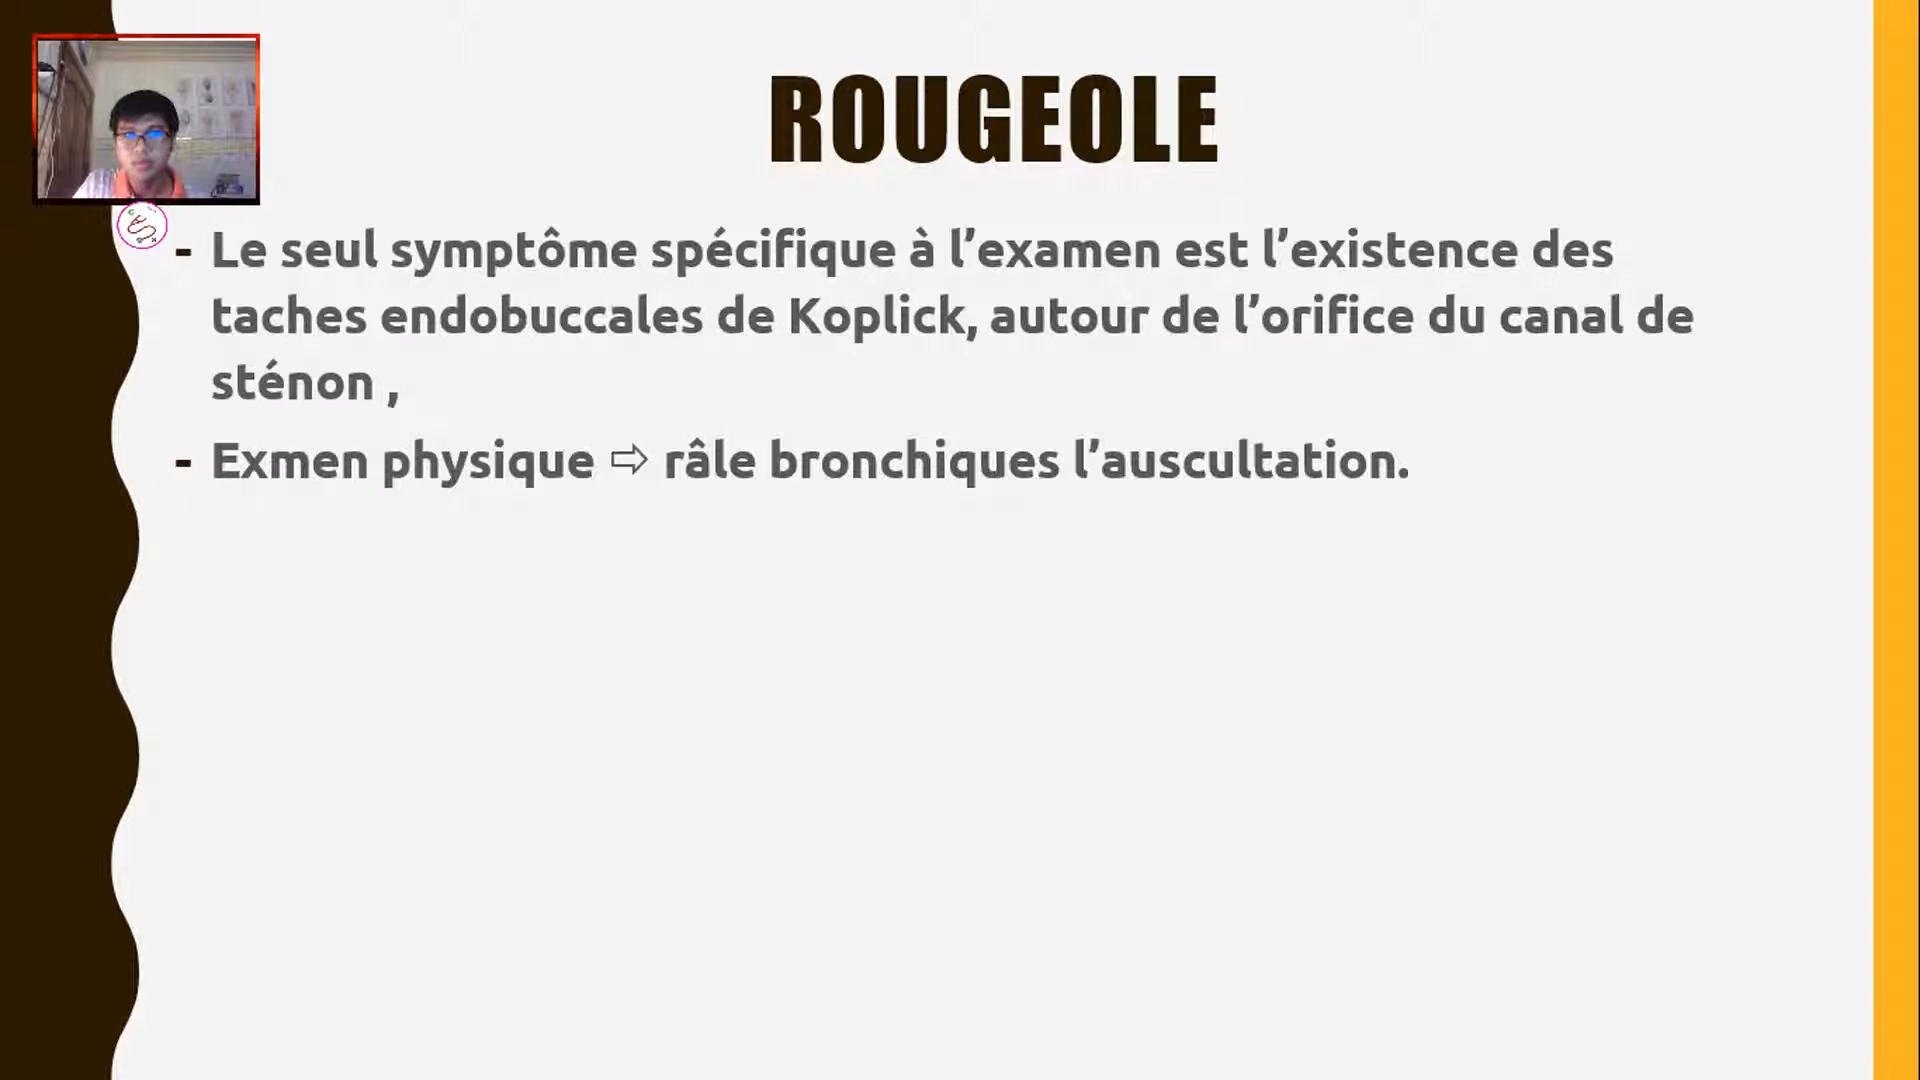 ROUGEOLE
- Le seul symptôme spécifique à l’examen est l’existence des
taches endobuccales de Koplick, autour de l’orifice du canal de
sténon ,
- Exmen physique ⇨ râle bronchiques l’auscultation.